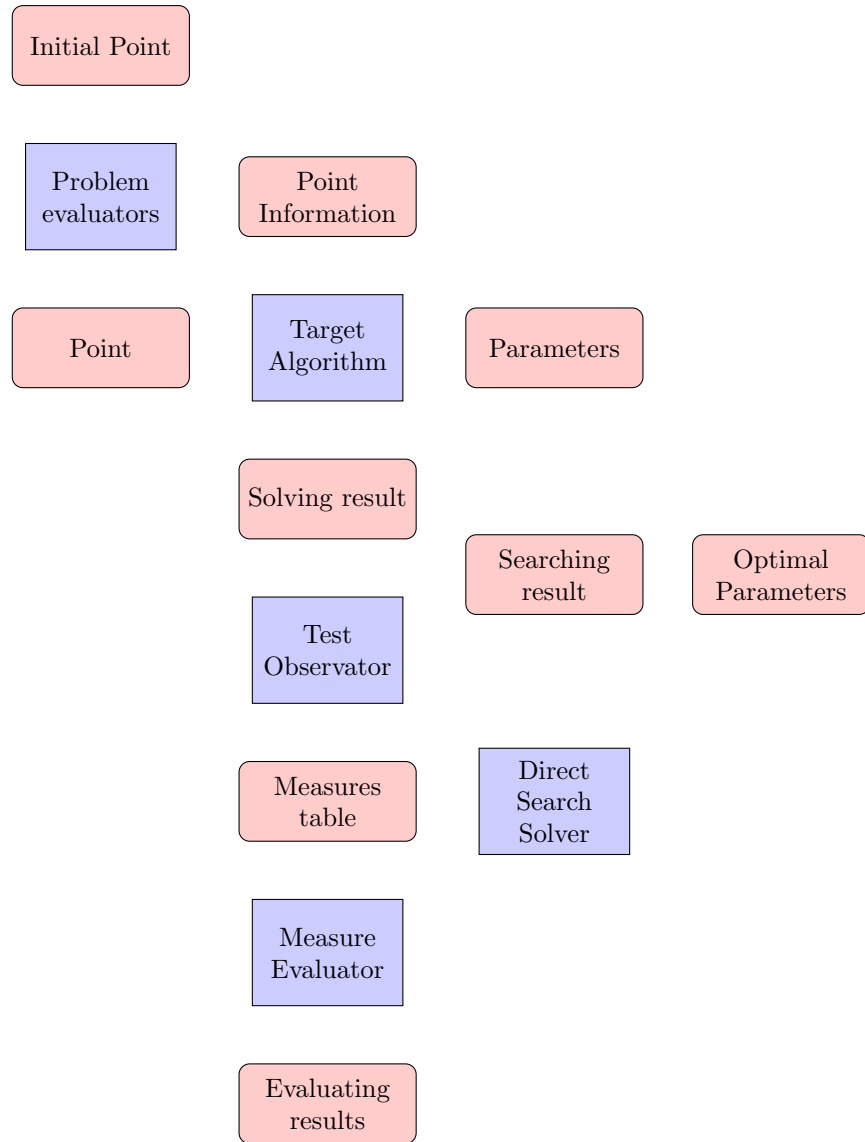 Initial Point
Problem
evaluators
Point
Information
Point
Target
Algorithm
Parameters
Solving result
Searching
result
Optimal
Parameters
Test
Observator
Measures
table
Direct
Search
Solver
Measure
Evaluator
Evaluating
results